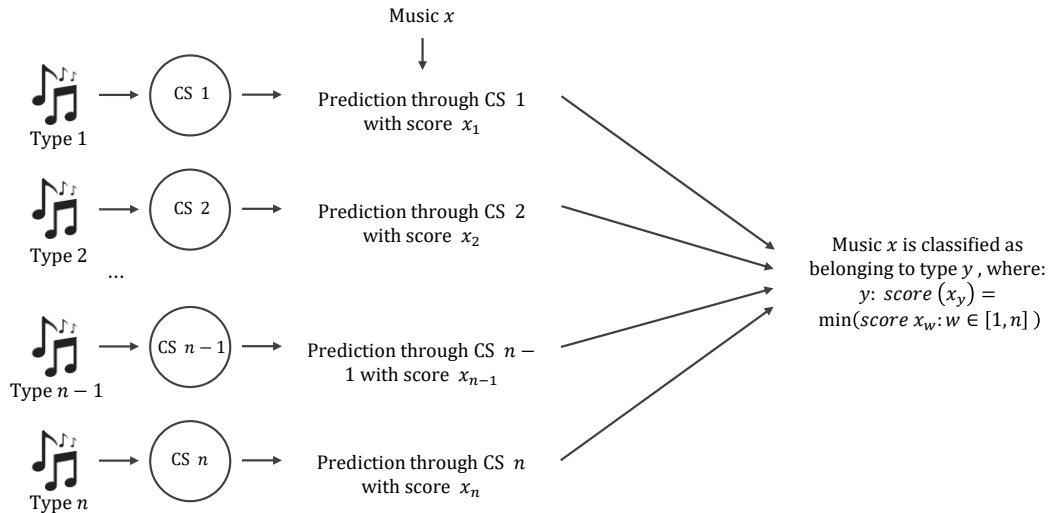 Music x
CS 1
Prediction through CS 1
with score x₁
Type 1
CS 2
Prediction through CS 2
with score x₂
Type 2
...
CS n − 1
Prediction through CS n −
1 with score xₙ₋₁
Type n − 1
CS n
Prediction through CS n
with score xₙ
Type n
Music x is classified as
belonging to type y , where:
y: score (x_y) =
min(score x_w: w ∈ [1, n] )